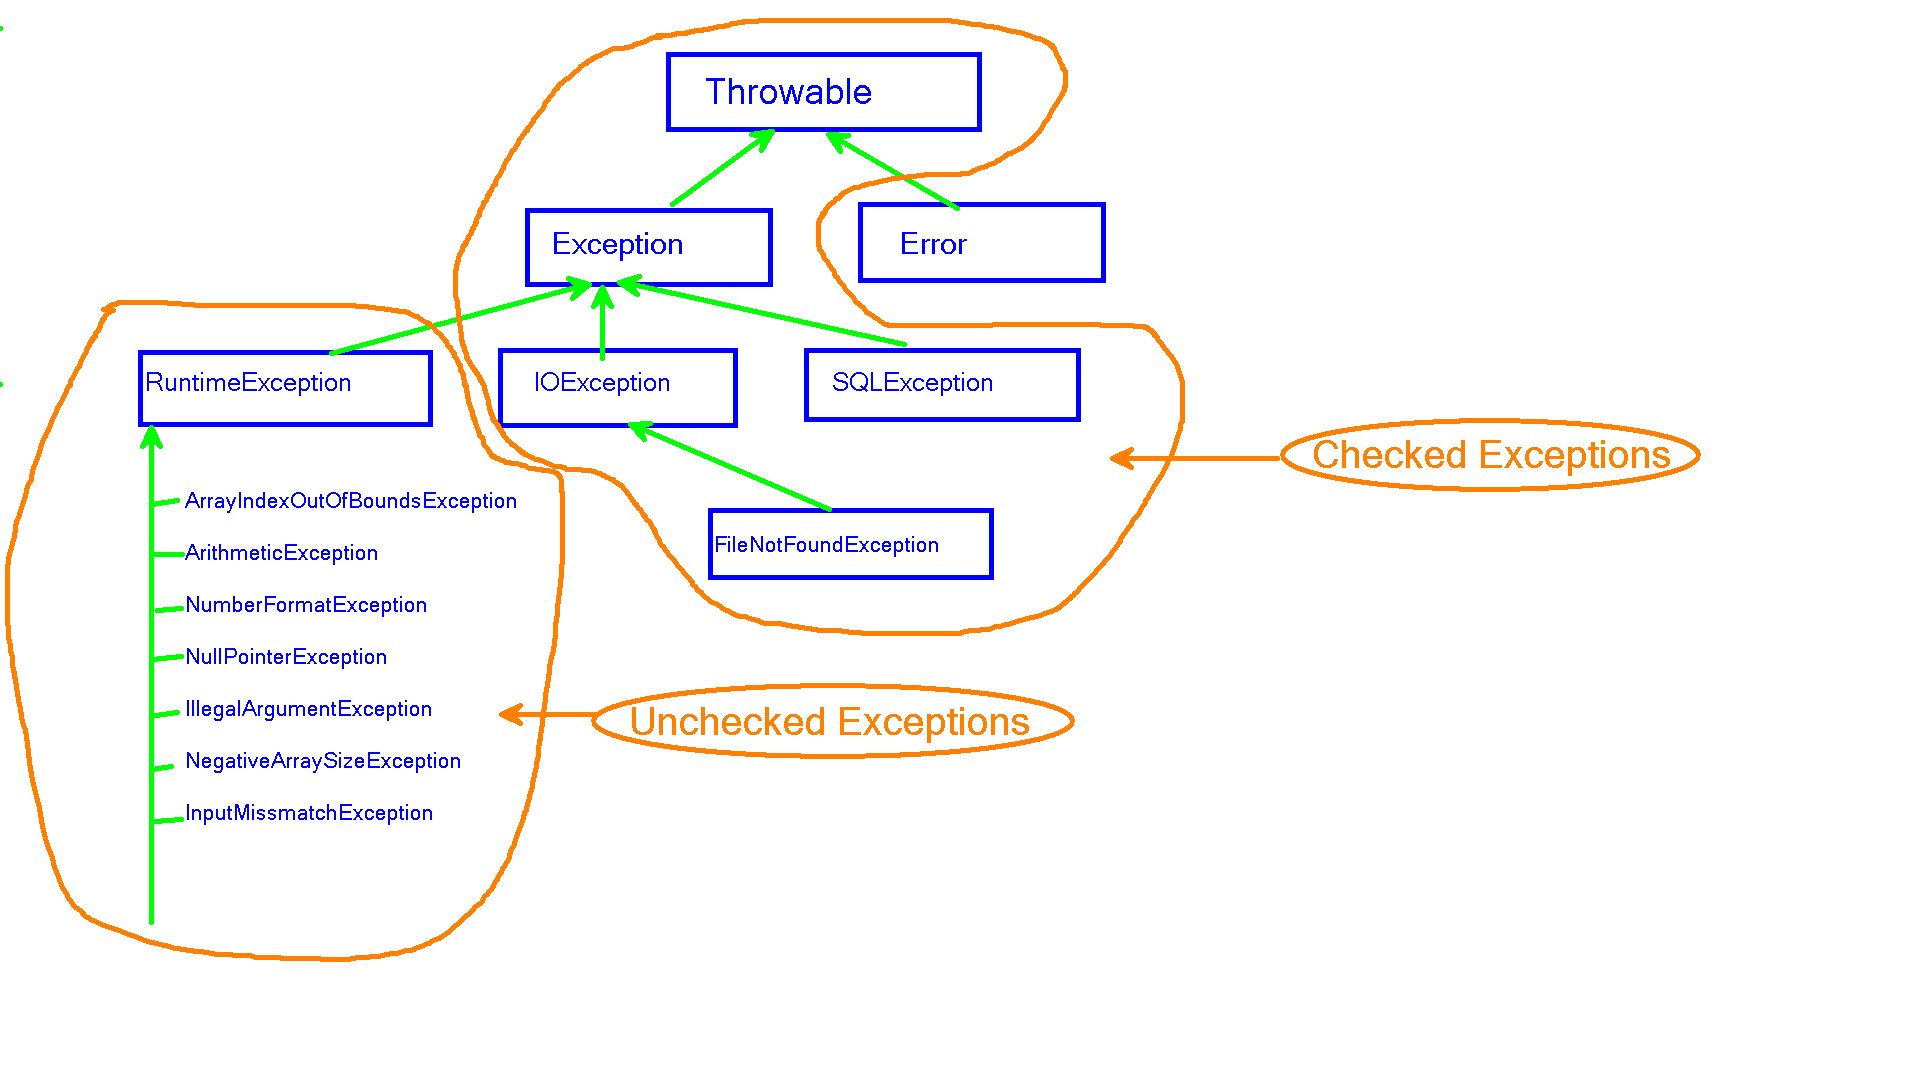 Throwable
Exception
Error
RuntimeException
IOException
SQLException
Checked Exceptions
ArrayIndexOutOfBoundsException
FileNotFoundException
ArithmeticException
NumberFormatException
NullPointerException
IllegalArgumentException
Unchecked Exceptions
NegativeArraySizeException
InputMissmatchException